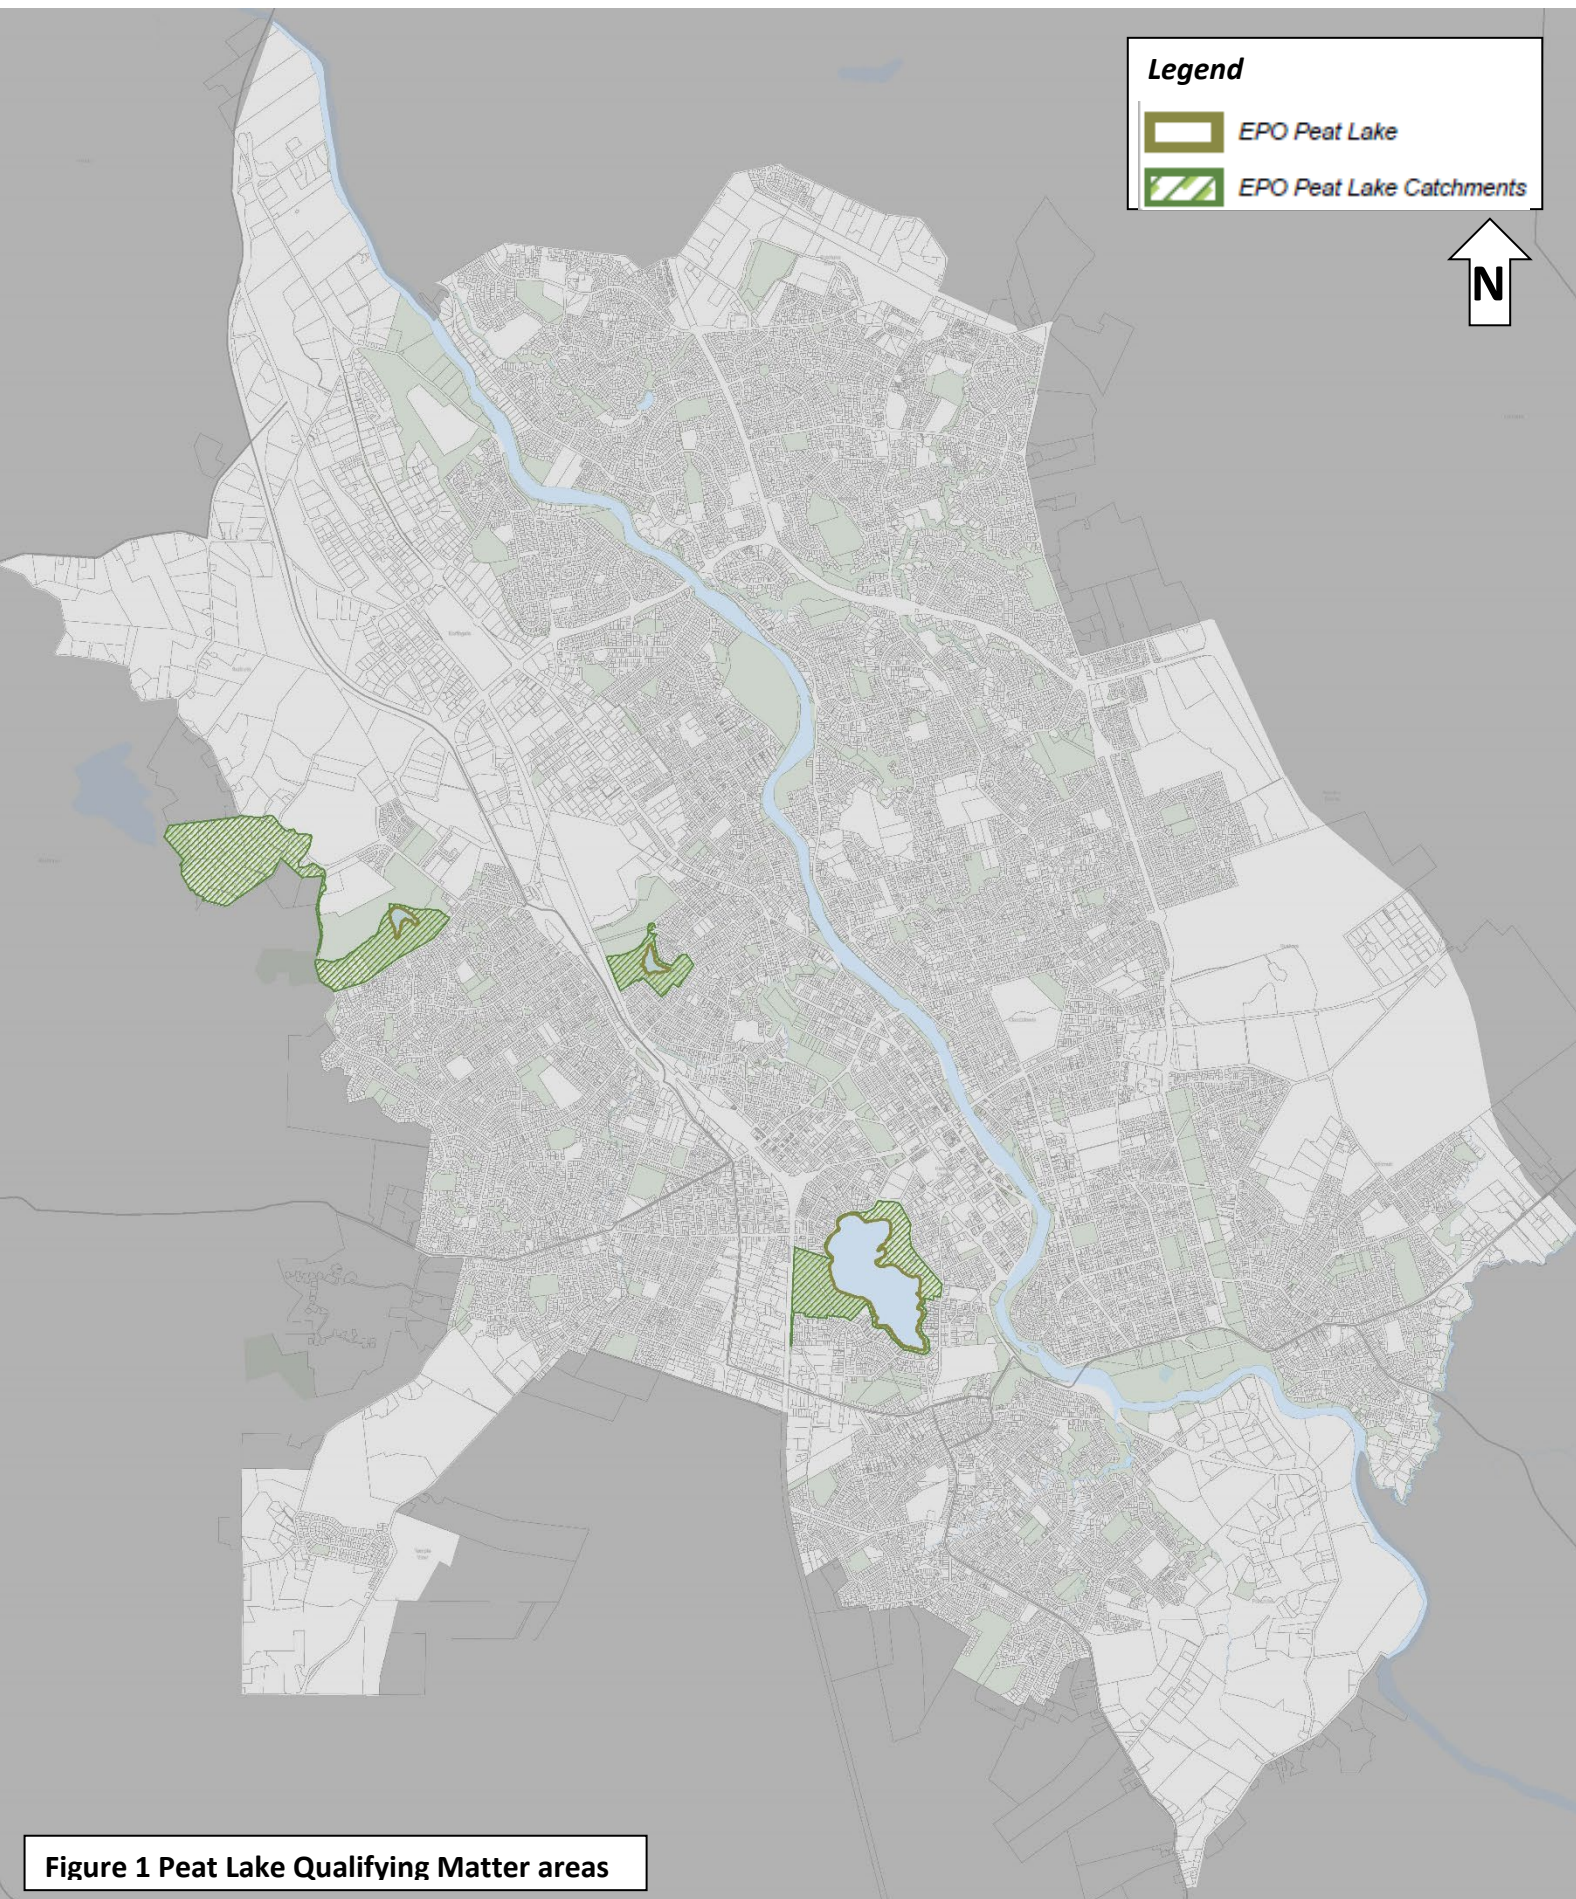 Legend
EPO Peat Lake
EPO Peat Lake Catchments
N
Figure 1 Peat Lake Qualifying Matter areas